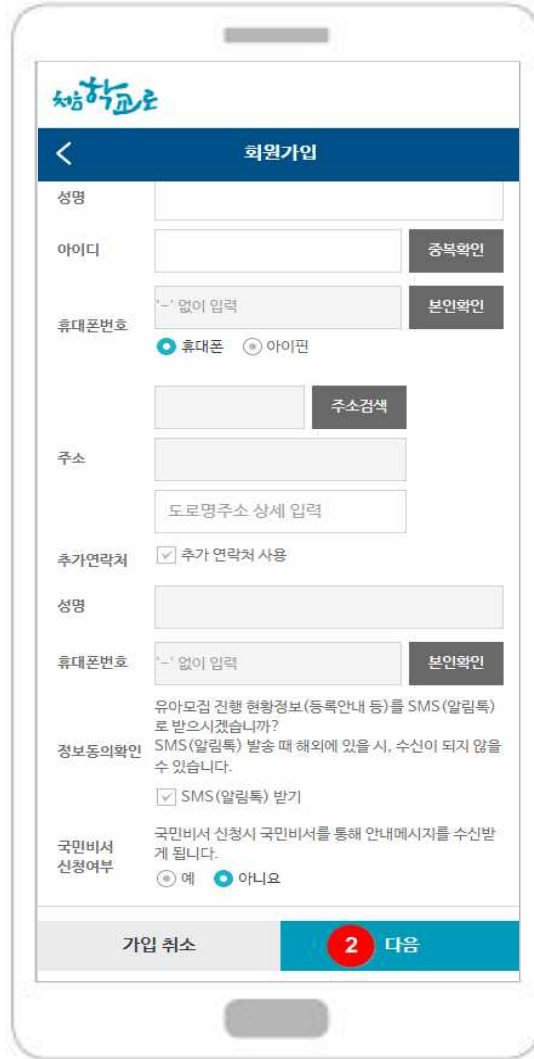 처음학교로
회원가입
성명
아이디
중복확인
휴대폰번호
'-' 없이 입력
본인확인
휴대폰
아이핀
주소
주소검색
도로명주소 상세 입력
추가연락처
추가 연락처 사용
성명
휴대폰번호
'-' 없이 입력
본인확인
정보동의확인
유아모집 진행 현황정보(등록안내 등)를 SMS(알림톡)
로 받으시겠습니까?
SMS(알림톡) 발송 때 해외에 있을 시, 수신이 되지 않을
수 있습니다.
SMS(알림톡) 받기
국민비서
신청여부
국민비서 신청시 국민비서를 통해 안내메시지를 수신받
게 됩니다.
예
아니요
가입 취소
2 다음